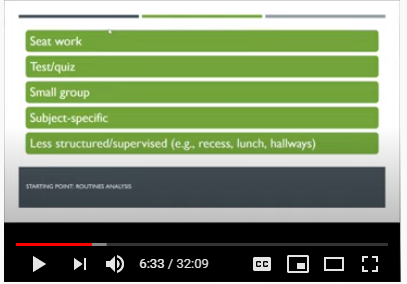 Seat work
Test/quiz
Small group
Subject-specific
Less structured/supervised (e.g., recess, lunch, hallways)
STARTING POINT: ROUTINES ANALYSIS
6:33 / 32:09
CC